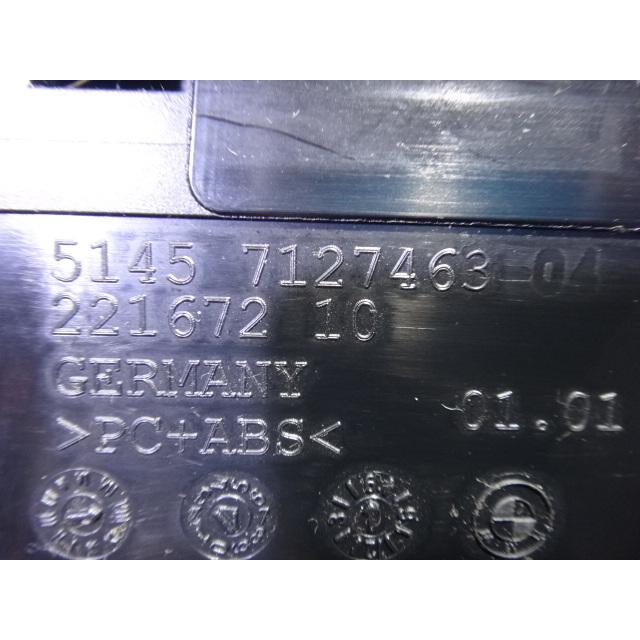 5145 7127463-04
221672 10
GERMANY
>PC+ABS< 01.01